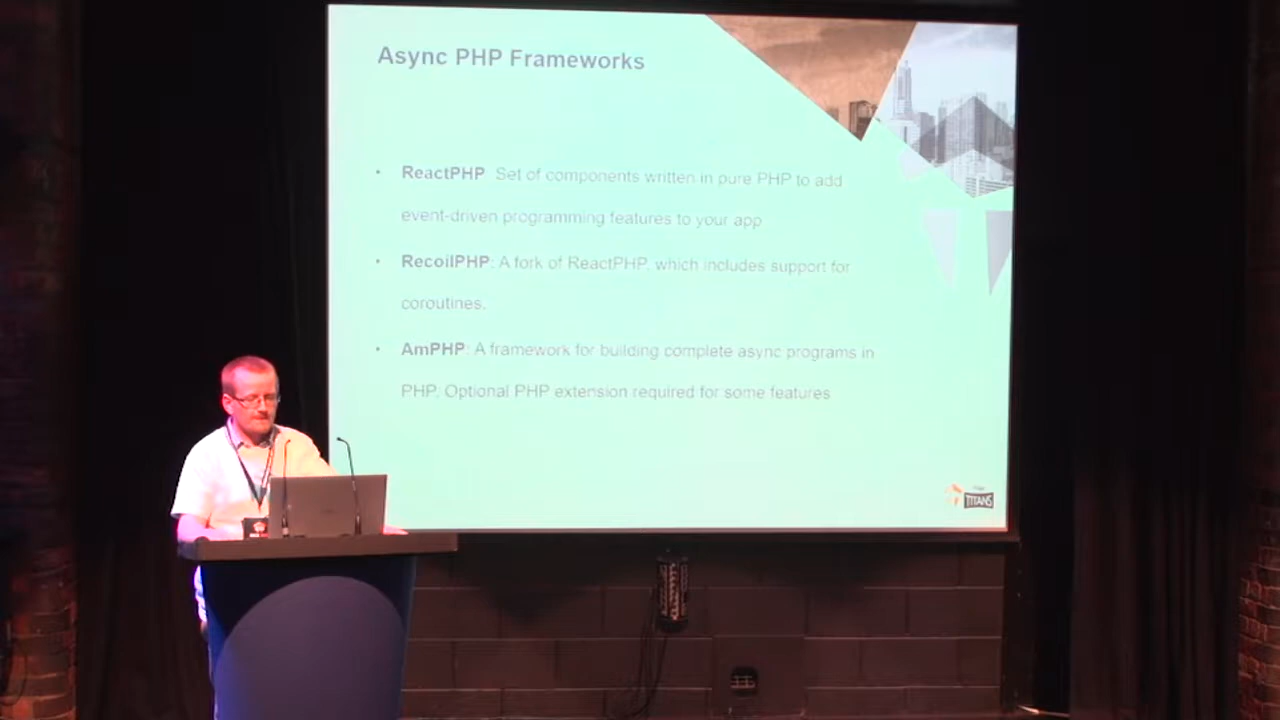 Async PHP Frameworks
• ReactPHP: Set of components written in pure PHP to add
event-driven programming features to your app
• RecoilPHP: A fork of ReactPHP, which includes support for
coroutines.
• AmPHP: A framework for building complete async programs in
PHP. Optional PHP extension required for some features
TITANS